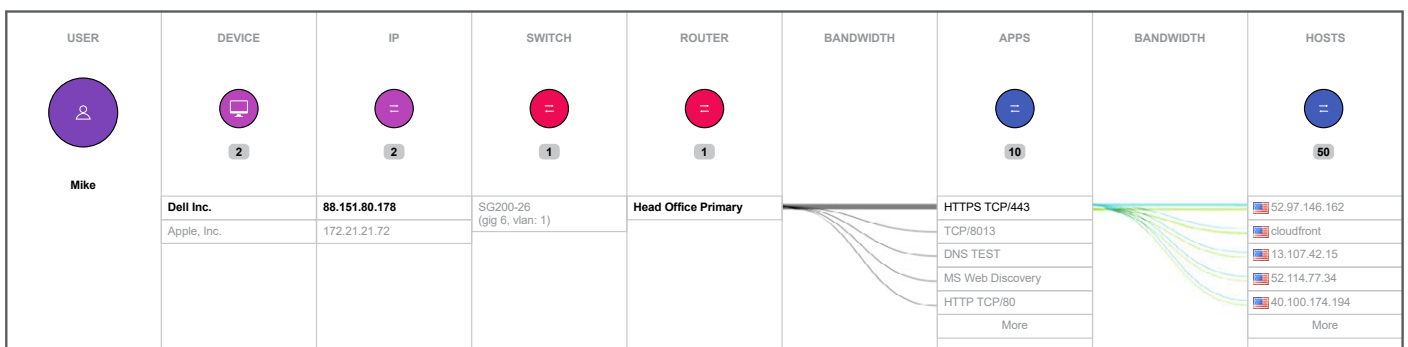 USER DEVICE IP SWITCH ROUTER BANDWIDTH APPS BANDWIDTH HOSTS
2 2 1 1 10 50
Mike
Dell Inc. 88.151.80.178 SG200-26 Head Office Primary HTTPS TCP/443 52.97.146.162
(gig 6, vlan: 1)
Apple, Inc. 172.21.21.72 TCP/8013 cloudfront
DNS TEST 13.107.42.15
MS Web Discovery 52.114.77.34
HTTP TCP/80 40.100.174.194
More More